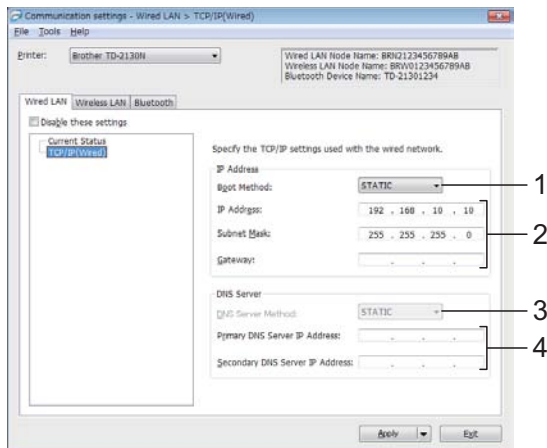 Communication settings - Wired LAN > TCP/IP(Wired)
File Tools Help
Printer: Brother TD-2130N
Wired LAN Node Name: BRN2123456789AB
Wireless LAN Node Name: BRW0123456789AB
Bluetooth Device Name: TD-21301234
Wired LAN Wireless LAN Bluetooth
Disable these settings
Current Status
TCP/IP(Wired)
Specify the TCP/IP settings used with the wired network.
IP Address
Boot Method: STATIC 1
IP Address: 192 . 168 . 10 . 10
Subnet Mask: 255 . 255 . 255 . 0 2
Gateway: . . .
DNS Server
DNS Server Method: STATIC 3
Primary DNS Server IP Address: . . .
4
Secondary DNS Server IP Address: . . .
Apply Exit